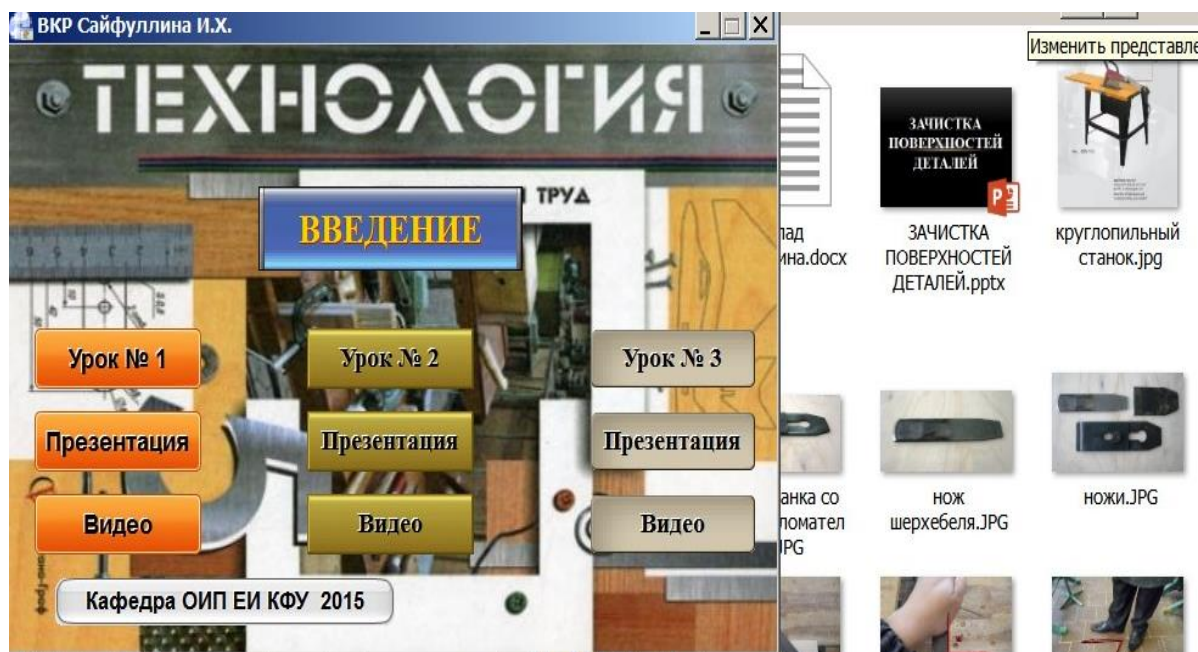 ВКР Сайфуллина И.Х.
ТЕХНОЛОГИЯ
ТРУД
ВВЕДЕНИЕ
Урок № 1
Урок № 2
Урок № 3
Презентация
Презентация
Презентация
Видео
Видео
Видео
Кафедра ОИП ЕИ КФУ 2015
Изменить представле
ЗАЧИСТКА
ПОВЕРХНОСТЕЙ
ДЕТАЛЕЙ
лад
ина.docx
ЗАЧИСТКА
ПОВЕРХНОСТЕЙ
ДЕТАЛЕЙ.pptx
круглопильный
станок.jpg
анка со
ломател
JPG
нож
шерхебеля.JPG
ножи.JPG